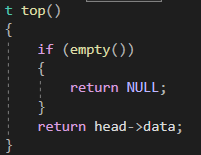 t top()
{
    if (empty())
    {
        return NULL;
    }
    return head->data;
}